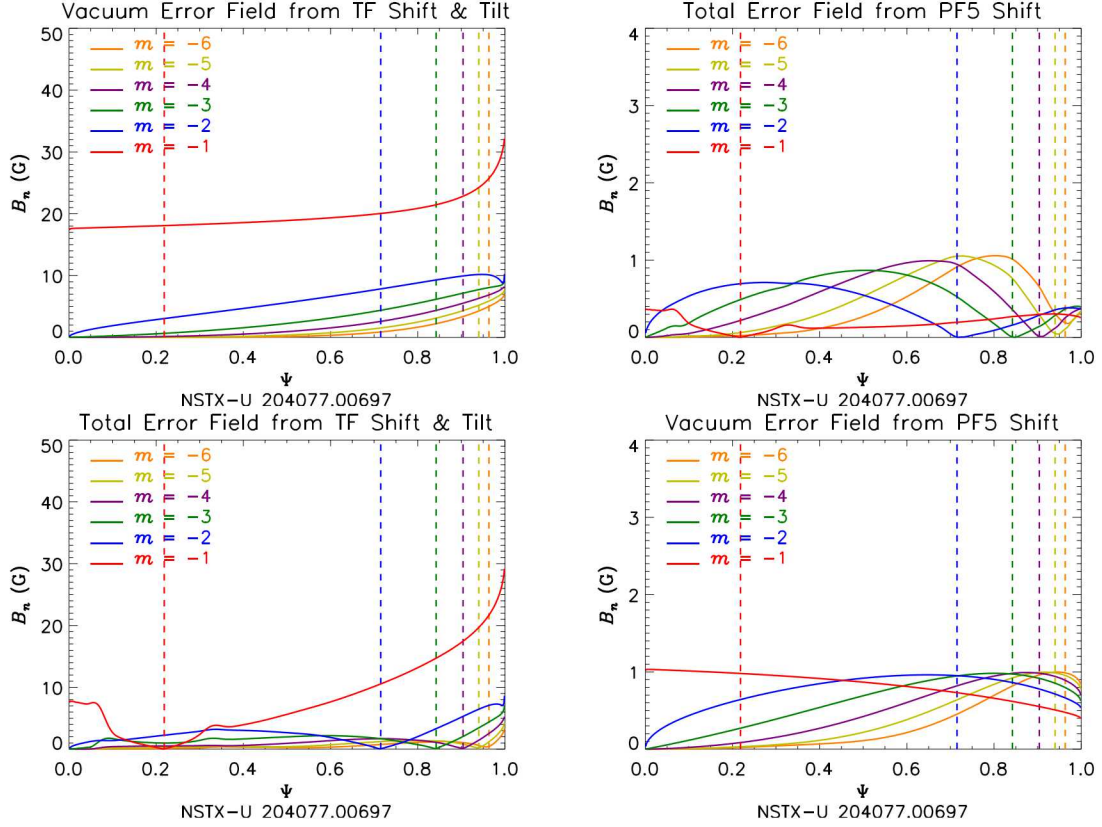 Vacuum Error Field from TF Shift & Tilt
50
40
30
20
10
0
B_n (G)
m = -6
m = -5
m = -4
m = -3
m = -2
m = -1
0.0 0.2 0.4 0.6 0.8 1.0
Ψ
NSTX-U 204077.00697
Total Error Field from PF5 Shift
4
3
2
1
0
B_n (G)
m = -6
m = -5
m = -4
m = -3
m = -2
m = -1
0.0 0.2 0.4 0.6 0.8 1.0
Ψ
NSTX-U 204077.00697
Total Error Field from TF Shift & Tilt
50
40
30
20
10
0
B_n (G)
m = -6
m = -5
m = -4
m = -3
m = -2
m = -1
0.0 0.2 0.4 0.6 0.8 1.0
Ψ
NSTX-U 204077.00697
Vacuum Error Field from PF5 Shift
4
3
2
1
0
B_n (G)
m = -6
m = -5
m = -4
m = -3
m = -2
m = -1
0.0 0.2 0.4 0.6 0.8 1.0
Ψ
NSTX-U 204077.00697